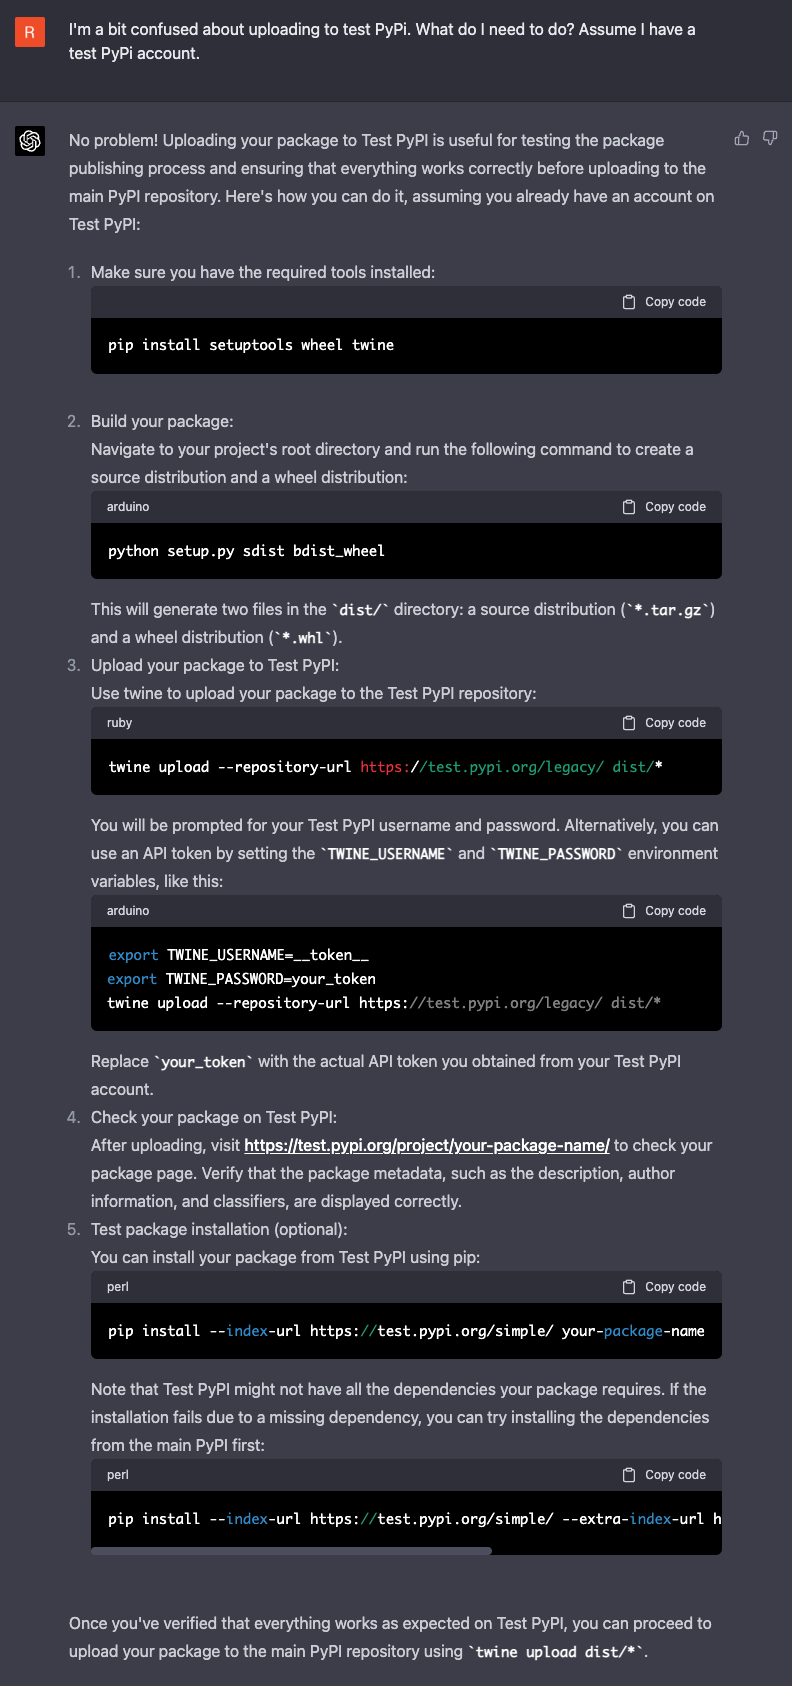 R
I'm a bit confused about uploading to test PyPi. What do I need to do? Assume I have a
test PyPi account.
No problem! Uploading your package to Test PyPI is useful for testing the package
publishing process and ensuring that everything works correctly before uploading to the
main PyPI repository. Here's how you can do it, assuming you already have an account on
Test PyPI:
1. Make sure you have the required tools installed:
Copy code
pip install setuptools wheel twine
2. Build your package:
Navigate to your project's root directory and run the following command to create a
source distribution and a wheel distribution:
arduino Copy code
python setup.py sdist bdist_wheel
This will generate two files in the `dist/` directory: a source distribution (`*.tar.gz`)
and a wheel distribution (`*.whl`).
3. Upload your package to Test PyPI:
Use twine to upload your package to the Test PyPI repository:
ruby Copy code
twine upload --repository-url https://test.pypi.org/legacy/ dist/*
You will be prompted for your Test PyPI username and password. Alternatively, you can
use an API token by setting the `TWINE_USERNAME` and `TWINE_PASSWORD` environment
variables, like this:
arduino Copy code
export TWINE_USERNAME=__token__
export TWINE_PASSWORD=your_token
twine upload --repository-url https://test.pypi.org/legacy/ dist/*
Replace `your_token` with the actual API token you obtained from your Test PyPI
account.
4. Check your package on Test PyPI:
After uploading, visit https://test.pypi.org/project/your-package-name/ to check your
package page. Verify that the package metadata, such as the description, author
information, and classifiers, are displayed correctly.
5. Test package installation (optional):
You can install your package from Test PyPI using pip:
perl Copy code
pip install --index-url https://test.pypi.org/simple/ your-package-name
Note that Test PyPI might not have all the dependencies your package requires. If the
installation fails due to a missing dependency, you can try installing the dependencies
from the main PyPI first:
perl Copy code
pip install --index-url https://test.pypi.org/simple/ --extra-index-url h
Once you've verified that everything works as expected on Test PyPI, you can proceed to
upload your package to the main PyPI repository using `twine upload dist/*`.